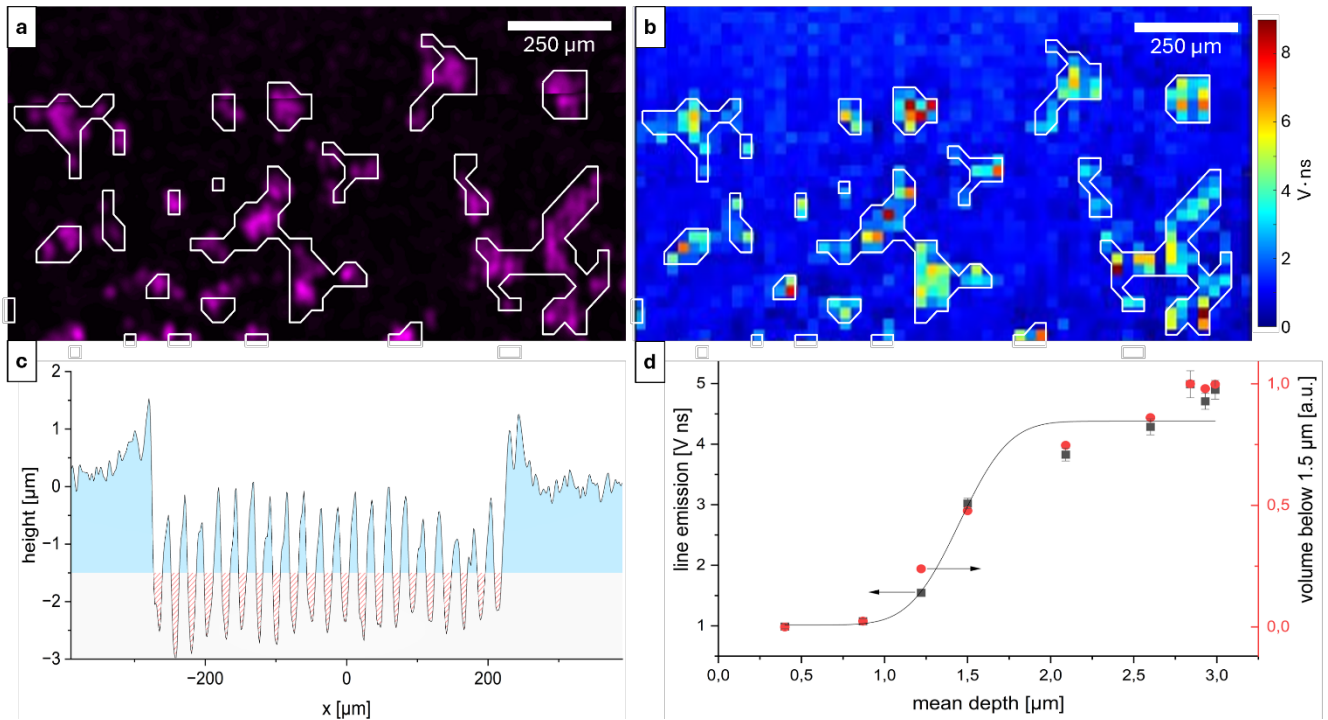 a
250 µm
b
250 µm
8
6
4
2
0
V· ns
c
2
1
0
−1
−2
−3
height [µm]
−200
0
200
x [µm]
d
5
4
3
2
1
line emission [V ns]
1,0
0,5
0,0
volume below 1.5 µm [a.u.]
0,0
0,5
1,0
1,5
2,0
2,5
3,0
mean depth [µm]